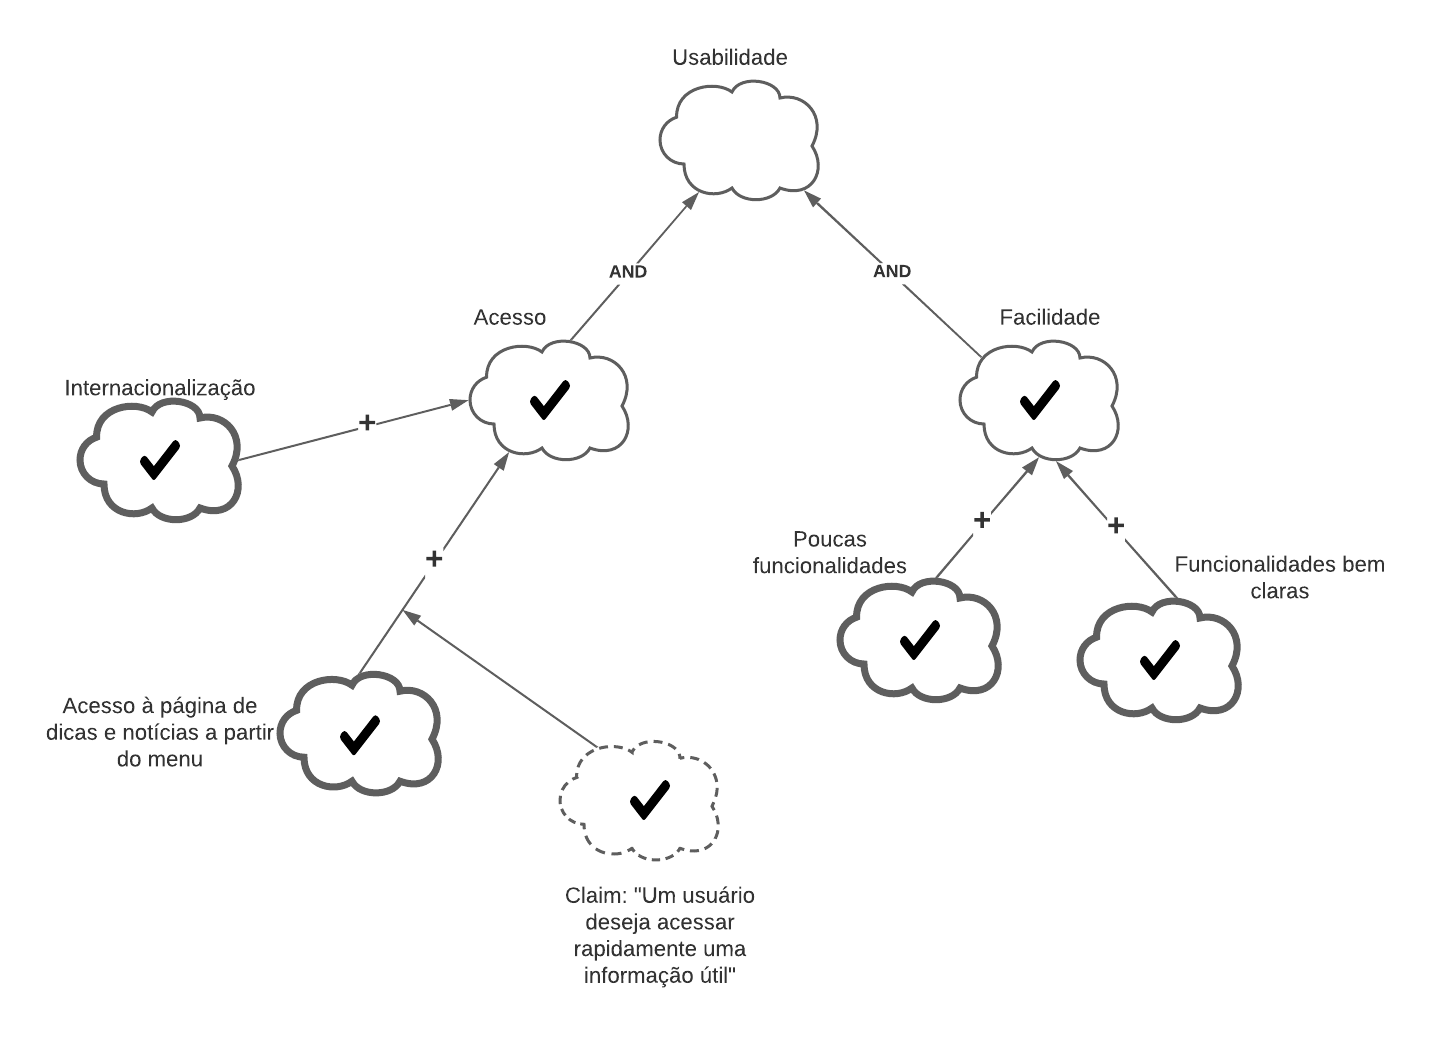 Usabilidade
AND
AND
Acesso
Facilidade
Internacionalização
+
+
+
+
Poucas
funcionalidades
Funcionalidades bem
claras
Acesso à página de
dicas e notícias a partir
do menu
Claim: "Um usuário
deseja acessar
rapidamente uma
informação útil"